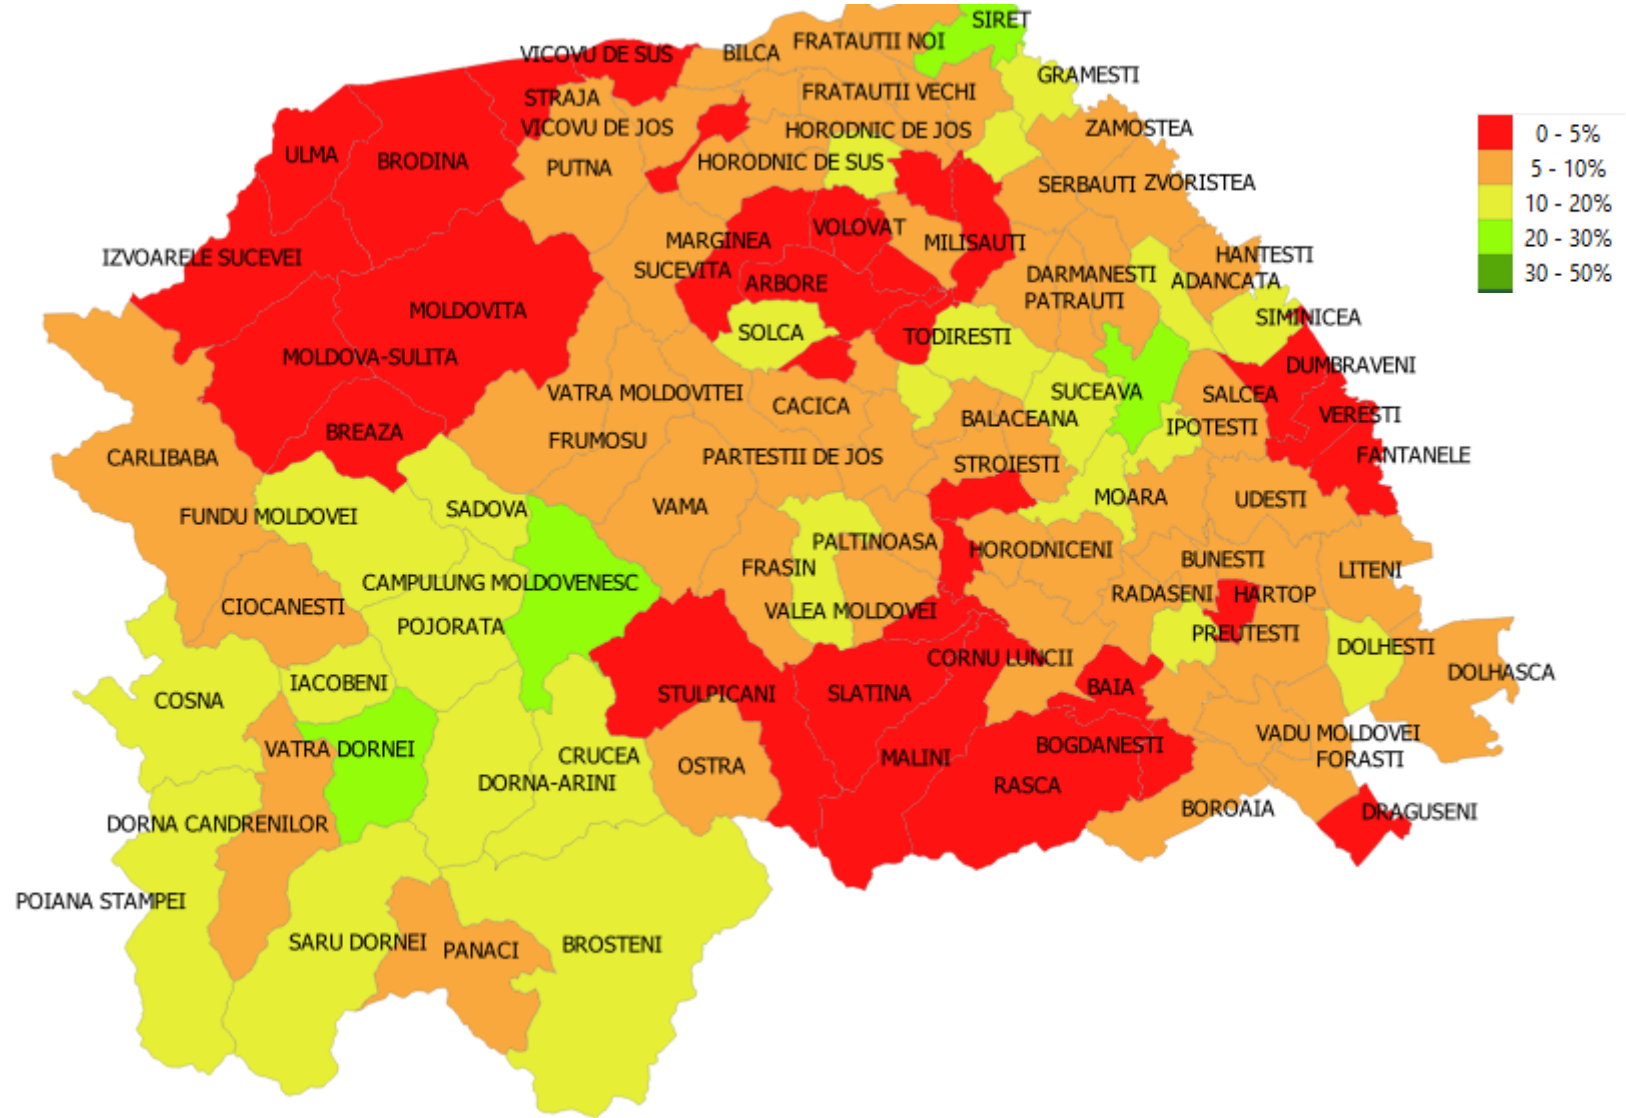 SIRET
VICOVU DE SUS
BILCA
FRATAUTII NOI
GRAMESTI
STRAJA
FRATAUTII VECHI
VICOVU DE JOS
HORODNIC DE JOS
ZAMOSTEA
0 - 5%
5 - 10%
10 - 20%
20 - 30%
30 - 50%
ULMA
BRODINA
PUTNA
HORODNIC DE SUS
SERBAUTI
ZVORISTEA
IZVOARELE SUCEVEI
MARGINEA
VOLOVAT
MILISAUTI
HANTESTI
SUCEVITA
ARBORE
DARMANESTI
ADANCATA
MOLDOVITA
PATRAUTI
SOLCA
TODIRESTI
SIMINICEA
MOLDOVA-SULITA
DUMBRAVENI
VATRA MOLDOVITEI
CACICA
SUCEAVA
SALCEA
BREAZA
FRUMOSU
BALACEANA
IPOTESTI
VERESTI
CARLIBABA
PARTESTII DE JOS
STROIESTI
FANTANELE
FUNDU MOLDOVEI
SADOVA
VAMA
MOARA
UDESTI
PALTINOASA
HORODNICENI
BUNESTI
LITENI
CAMPULUNG MOLDOVENESC
FRASIN
RADASENI
HARTOP
CIOCANESTI
POJORATA
VALEA MOLDOVEI
PREUTESTI
DOLHESTI
IACOBENI
CORNU LUNCII
DOLHASCA
COSNA
STULPICANI
SLATINA
BAIA
VATRA DORNEI
CRUCEA
OSTRA
MALINI
BOGDANESTI
VADU MOLDOVEI
DORNA-ARINI
RASCA
FORASTI
DORNA CANDRENILOR
BOROAIA
DRAGUSENI
POIANA STAMPEI
SARU DORNEI
PANACI
BROSTENI